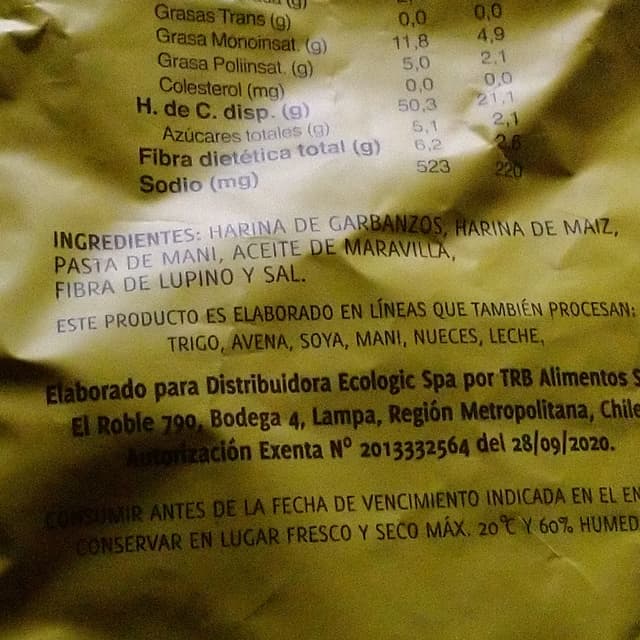 (g)
Grasas Trans (g) 0,0 0,0
Grasa Monoinsat. (g) 11,8 4,9
Grasa Poliinsat. (g) 5,0 2,1
Colesterol (mg) 0,0 0,0
H. de C. disp. (g) 50,3 21,1
Azúcares totales (g) 5,1 2,1
Fibra dietética total (g) 6,2 2,6
Sodio (mg) 523 220
INGREDIENTES: HARINA DE GARBANZOS, HARINA DE MAIZ,
PASTA DE MANI, ACEITE DE MARAVILLA,
FIBRA DE LUPINO Y SAL.
ESTE PRODUCTO ES ELABORADO EN LÍNEAS QUE TAMBIÉN PROCESAN:
TRIGO, AVENA, SOYA, MANI, NUECES, LECHE,
Elaborado para Distribuidora Ecologic Spa por TRB Alimentos S
El Roble 790, Bodega 4, Lampa, Región Metropolitana, Chile
Autorización Exenta Nº 2013332564 del 28/09/2020.
CONSUMIR ANTES DE LA FECHA DE VENCIMIENTO INDICADA EN EL EN
CONSERVAR EN LUGAR FRESCO Y SECO MÁX. 20°C Y 60% HUMED